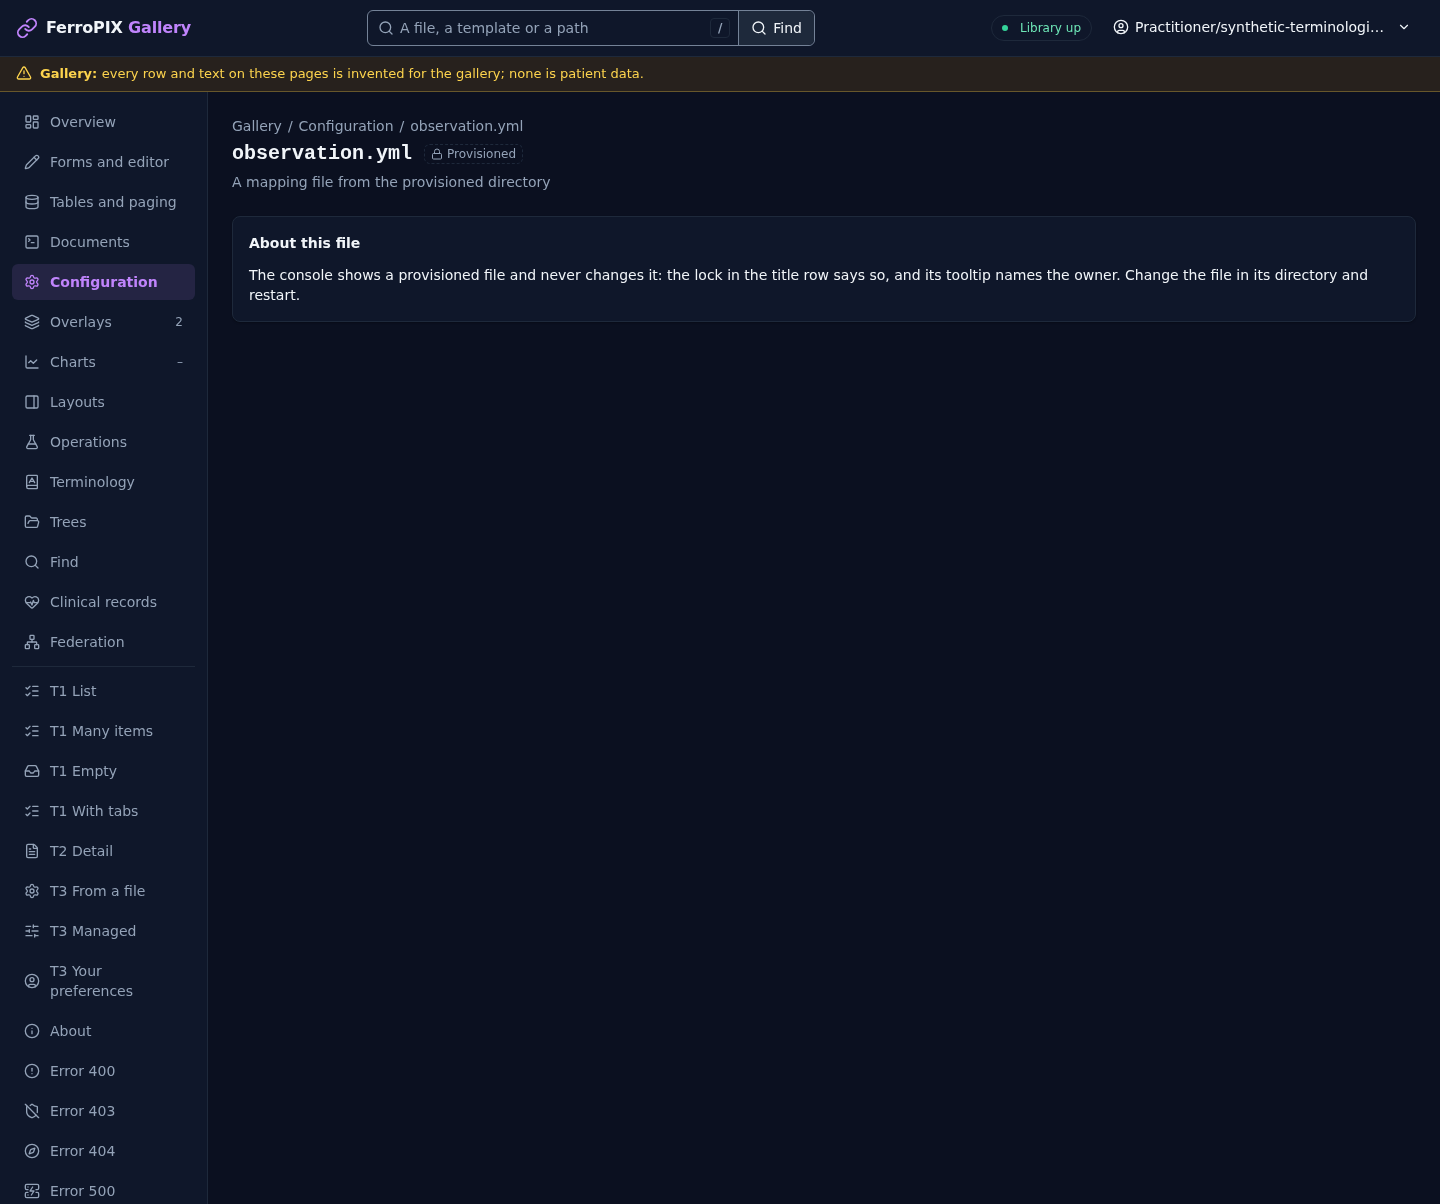 FerroPIX Gallery
A file, a template or a path
/
Find
Library up
Practitioner/synthetic-terminologi…
Gallery: every row and text on these pages is invented for the gallery; none is patient data.
Overview
Forms and editor
Tables and paging
Documents
Configuration
Overlays 2
Charts –
Layouts
Operations
Terminology
Trees
Find
Clinical records
Federation
T1 List
T1 Many items
T1 Empty
T1 With tabs
T2 Detail
T3 From a file
T3 Managed
T3 Your
preferences
About
Error 400
Error 403
Error 404
Error 500
Gallery / Configuration / observation.yml
observation.yml Provisioned
A mapping file from the provisioned directory
About this file
The console shows a provisioned file and never changes it: the lock in the title row says so, and its tooltip names the owner. Change the file in its directory and
restart.